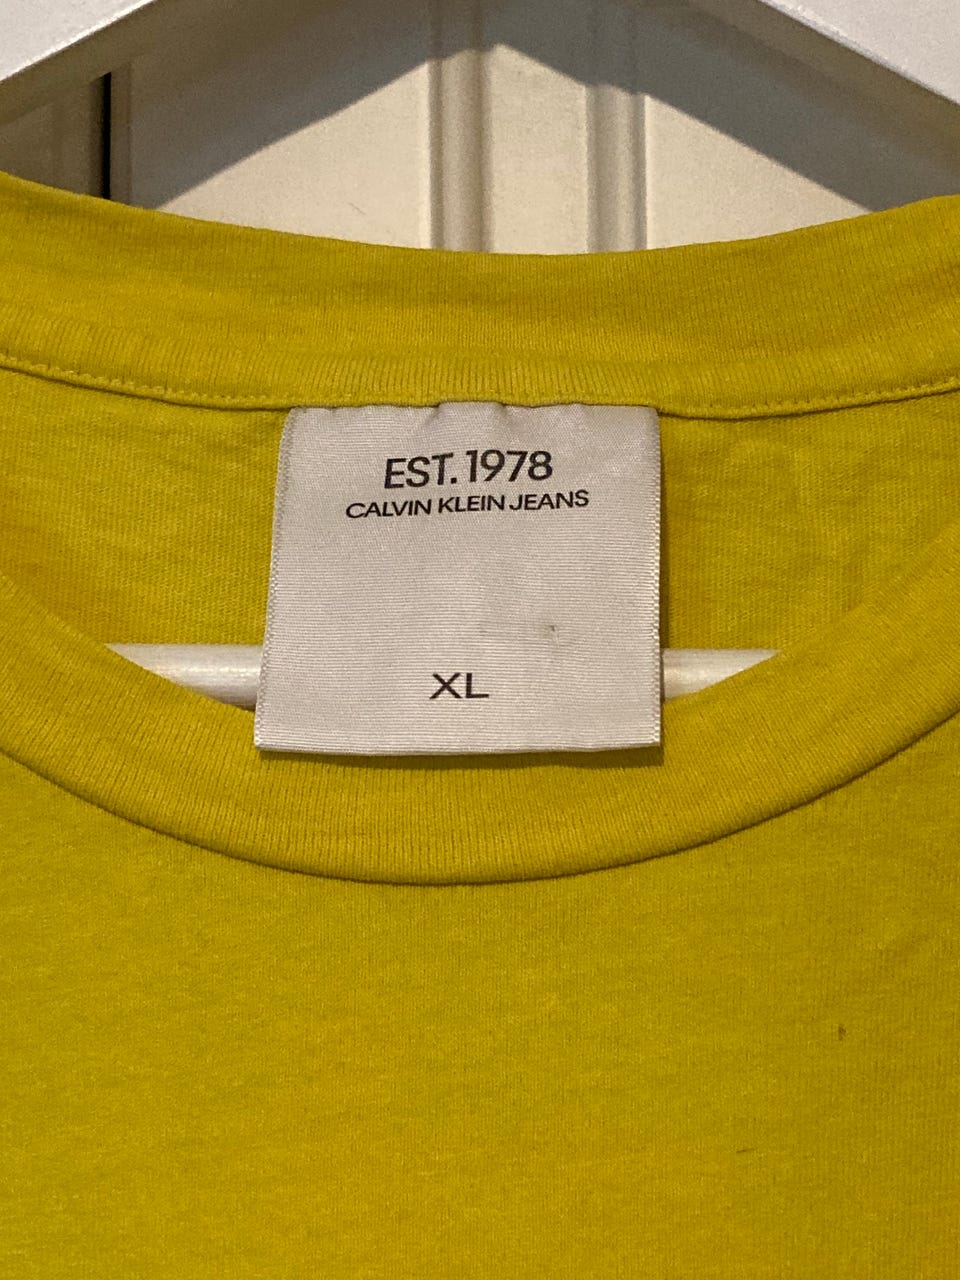 EST. 1978
CALVIN KLEIN JEANS
XL